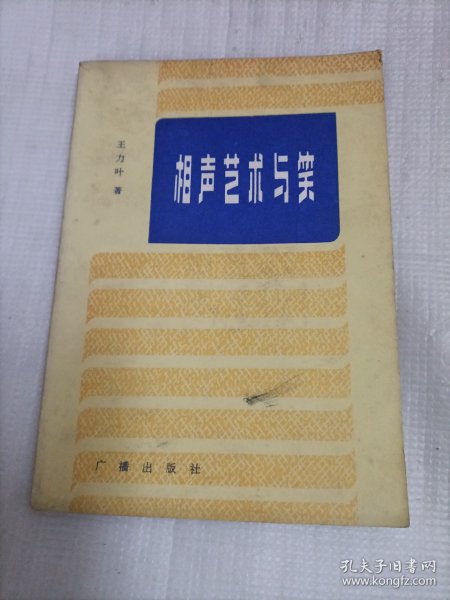 王力叶 著
相声艺术与笑
广播出版社
孔夫子旧书网
www.kongfz.com